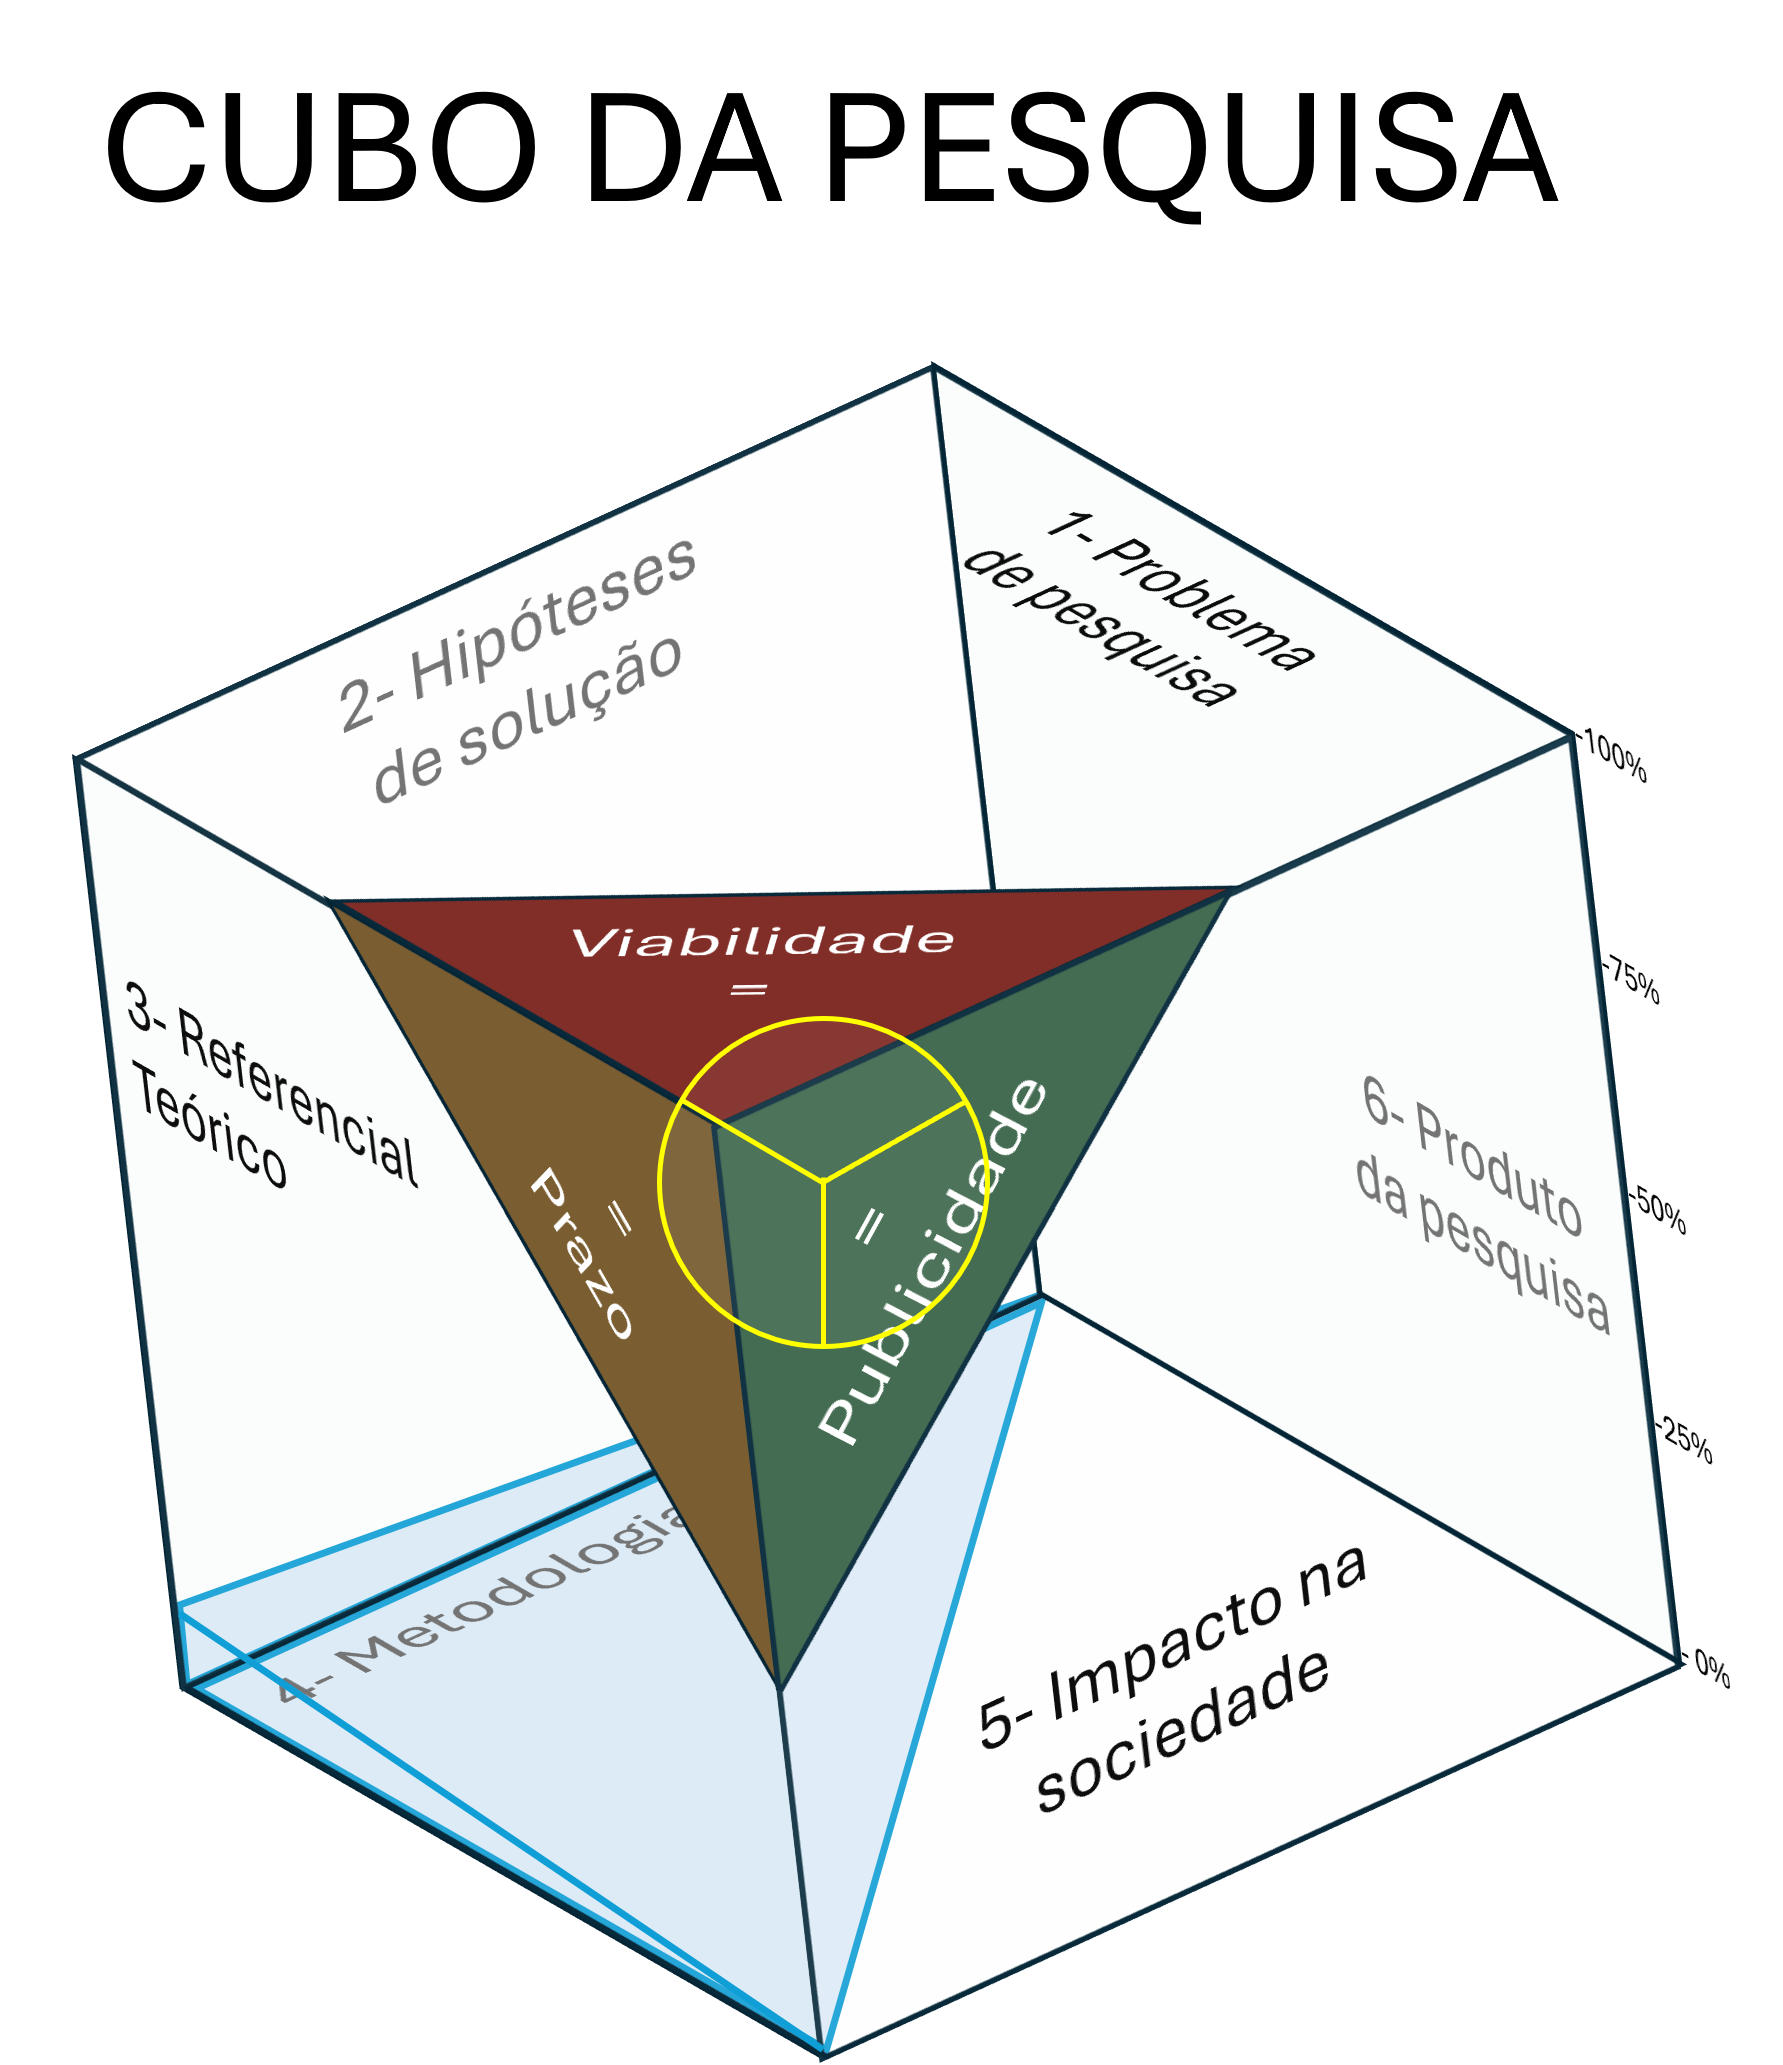 CUBO DA PESQUISA
1- Problema
de pesquisa
2- Hipóteses
de solução
-100%
-75%
-50%
-25%
- 0%
Viabilidade
=
3- Referencial
Teórico
Prazo
=
=
Publicidade
6- Produto
da pesquisa
4- Metodologia
5- Impacto na
sociedade